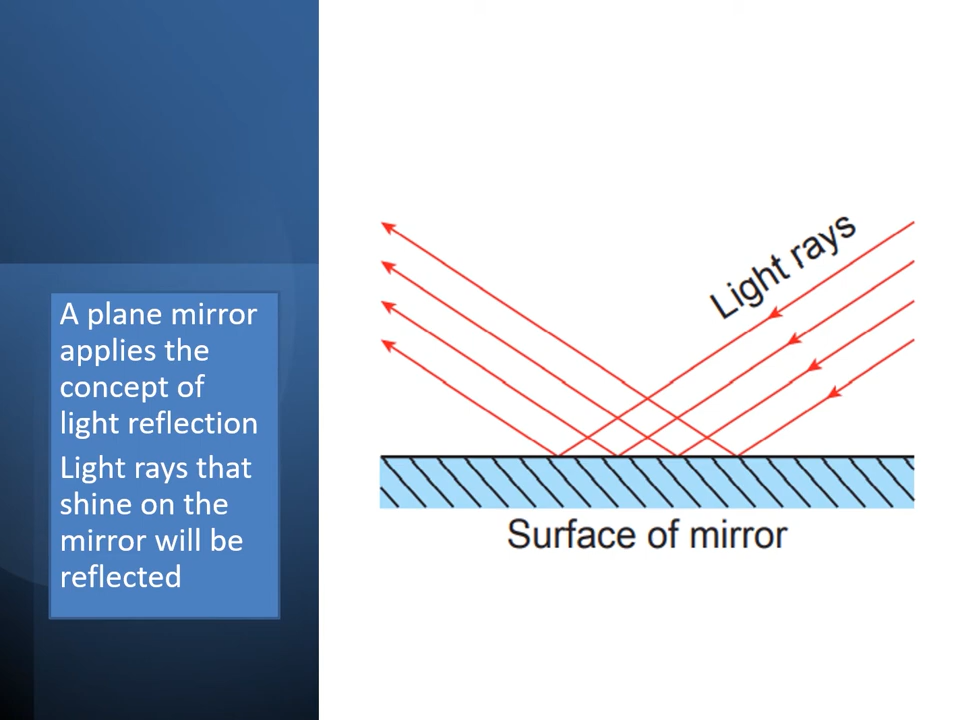 A plane mirror
applies the
concept of
light reflection
Light rays that
shine on the
mirror will be
reflected
Light rays
Surface of mirror